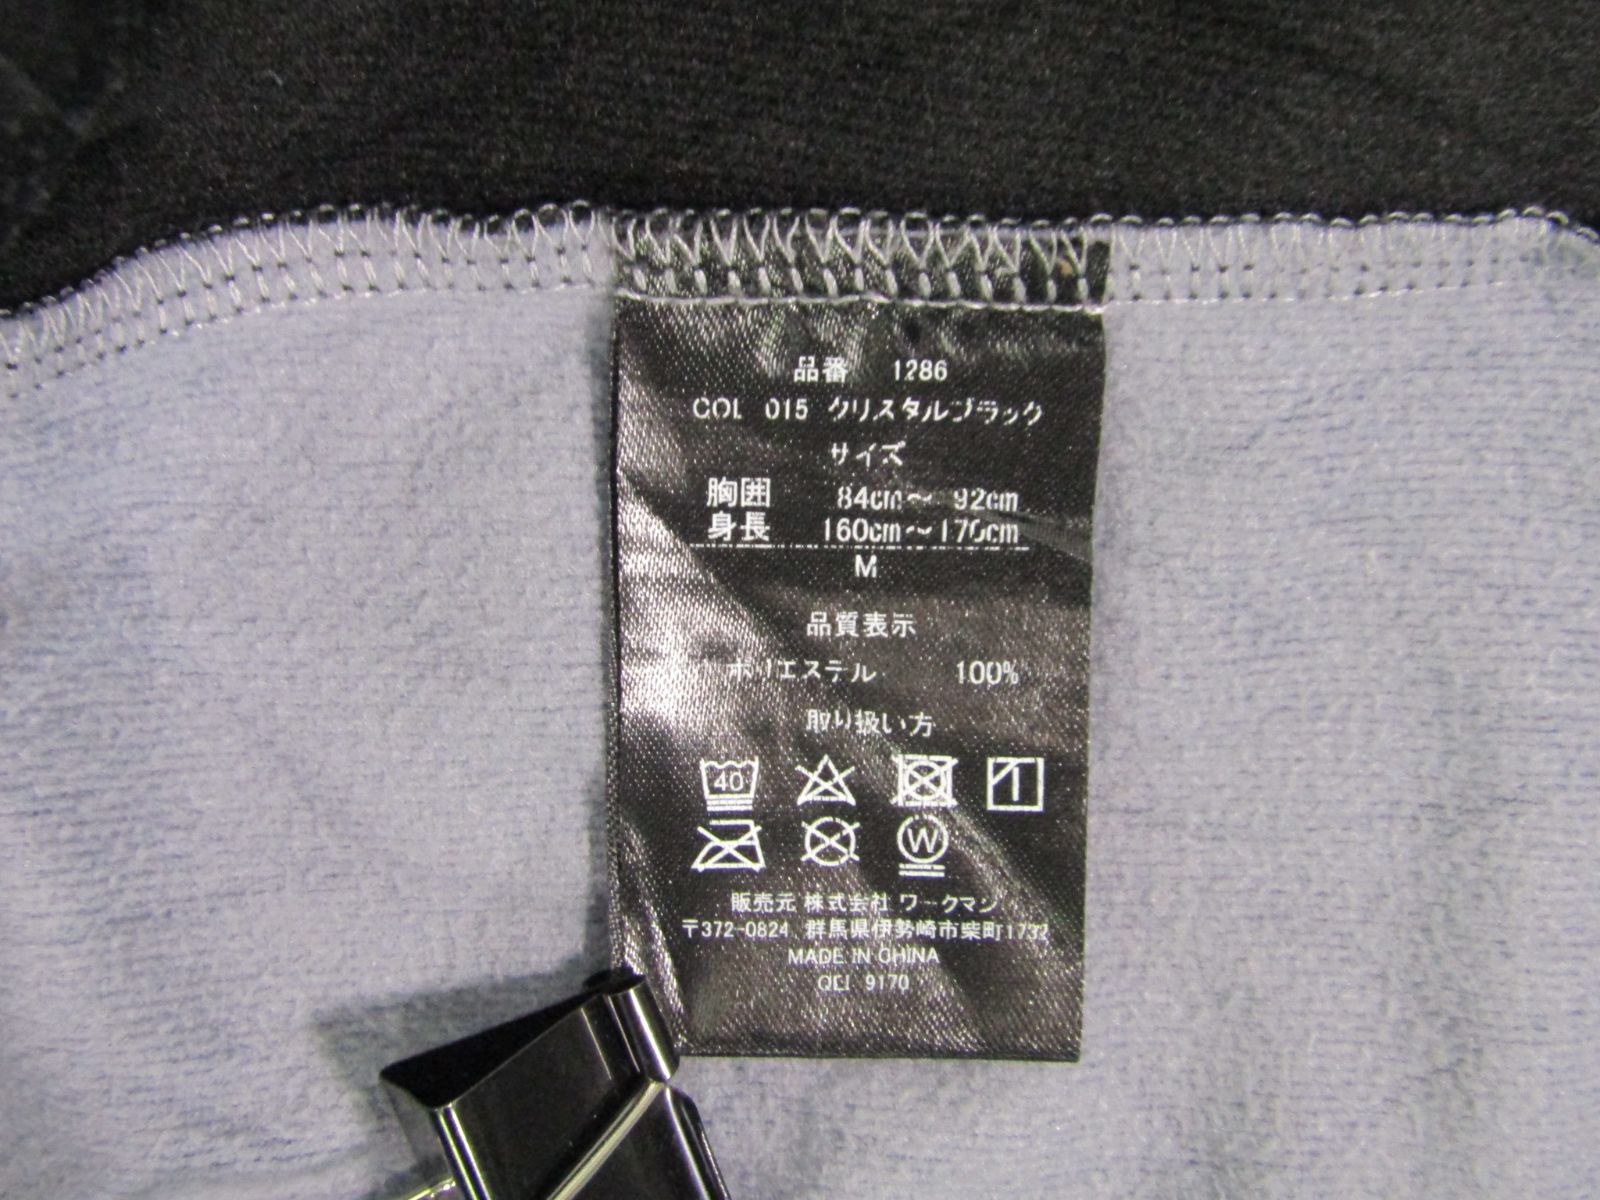 品番 1286
COL 015 クリスタルブラック
サイズ
胸囲 84cm～ 92cm
身長 160cm～170cm
M
品質表示
ポリエステル 100%
取り扱い方
40
1
W
販売元 株式会社 ワークマン
〒372-0824 群馬県伊勢崎市柴町1732
MADE IN CHINA
9170